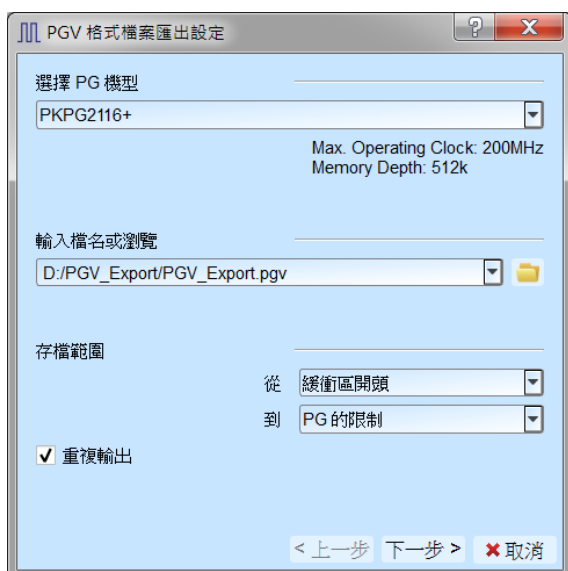 PGV 格式檔案匯出設定
選擇 PG 機型
PKPG2116+
Max. Operating Clock: 200MHz
Memory Depth: 512k
輸入檔名或瀏覽
D:/PGV_Export/PGV_Export.pgv
存檔範圍
從 緩衝區開頭
到 PG 的限制
重複輸出
< 上一步 下一步 > 取消